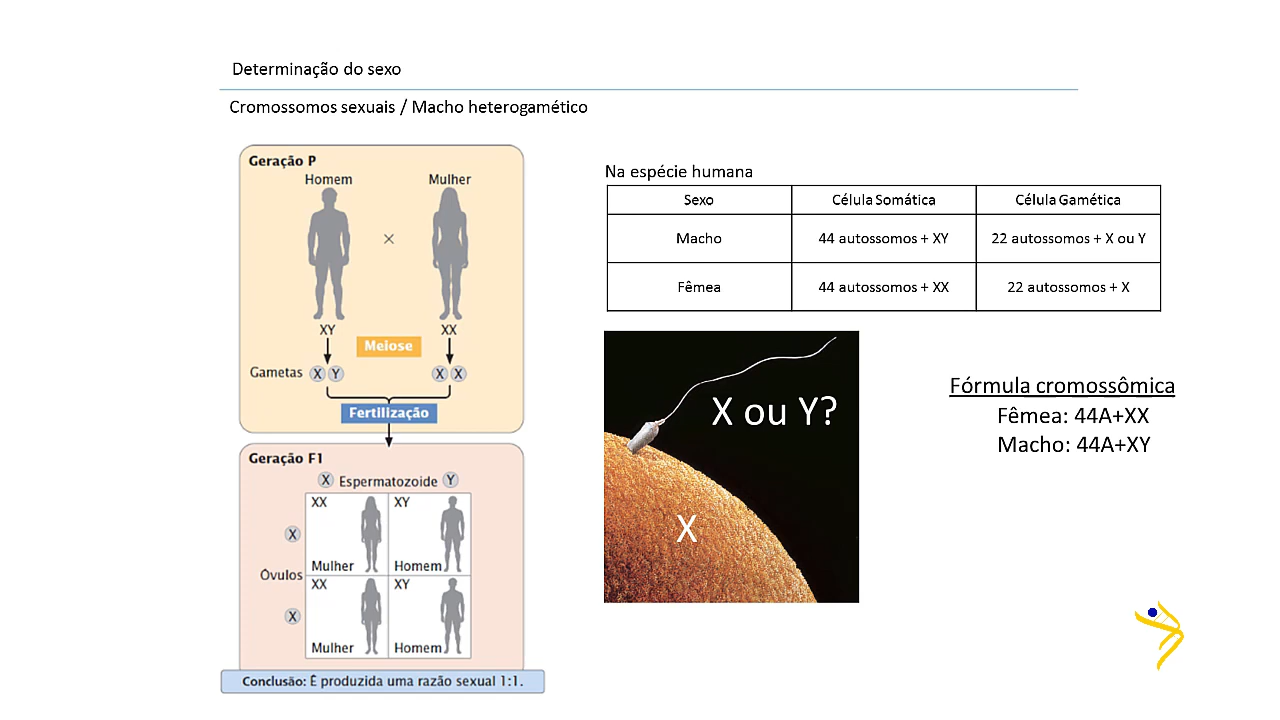 Determinação do sexo
Cromossomos sexuais / Macho heterogamético
Geração P
Homem Mulher
×
XY XX
Meiose
Gametas X Y X X
Fertilização
Geração F1
X Espermatozoide Y
XX XY
X
Mulher Homem
Óvulos
XX XY
X
Mulher Homem
Conclusão: É produzida uma razão sexual 1:1.
Na espécie humana
Sexo Célula Somática Célula Gamética
Macho 44 autossomos + XY 22 autossomos + X ou Y
Fêmea 44 autossomos + XX 22 autossomos + X
X ou Y?
X
Fórmula cromossômica
Fêmea: 44A+XX
Macho: 44A+XY